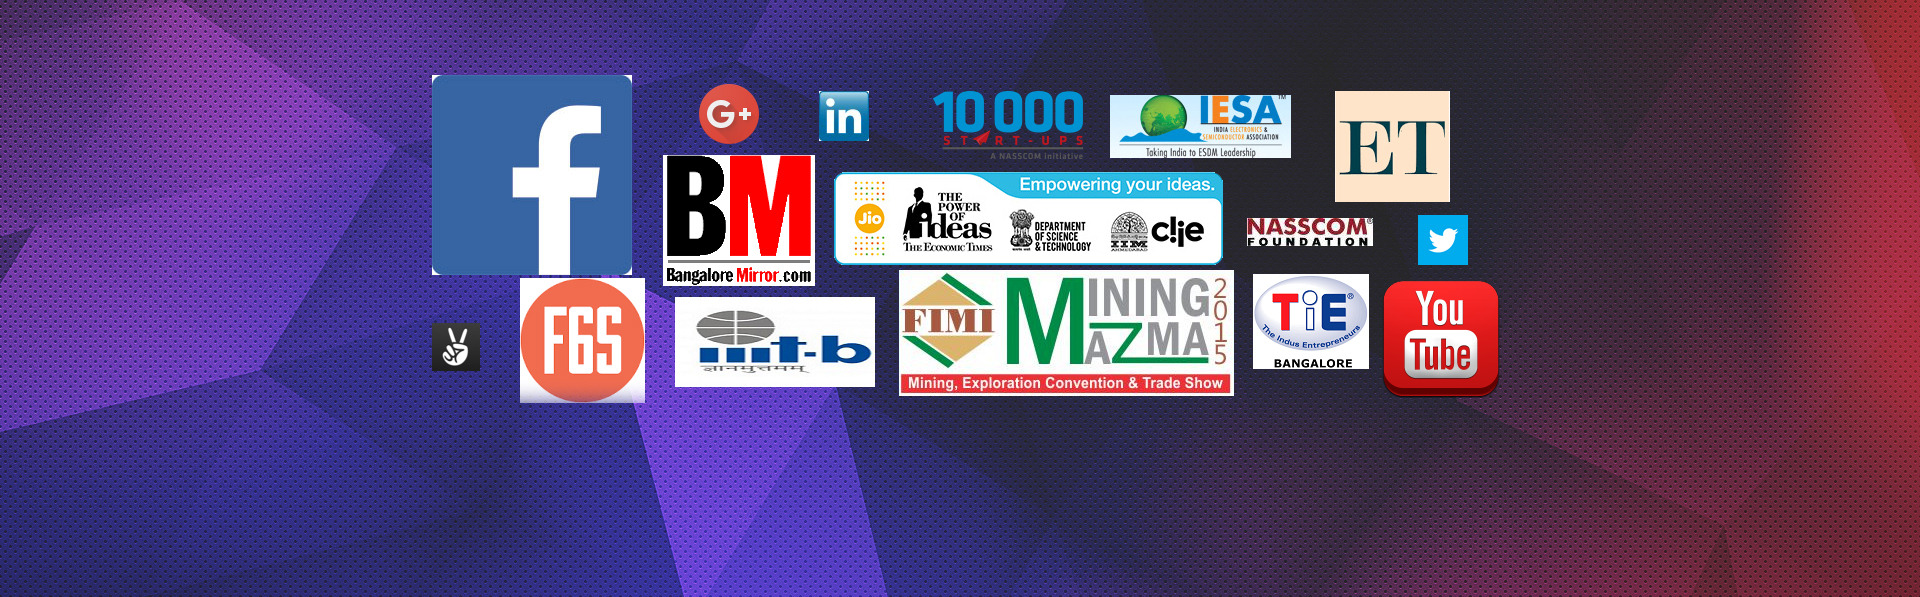 f
G+
in
10 000
START-UPS
A NASSCOM Initiative
IESA
TM
INDIA ELECTRONICS &
SEMICONDUCTOR ASSOCIATION
Taking India to ESDM Leadership
ET
BM
Bangalore Mirror.com
Empowering your ideas.
Jio
THE
POWER
OF
ideas
THE ECONOMIC TIMES
DEPARTMENT
OF SCIENCE
& TECHNOLOGY
IIM
AHMEDABAD
c!ie
NASSCOM®
FOUNDATION
F6S
iiit-b
ज्ञानमुत्तमम्
FIMI
MINING
MAZMA
2015
Mining, Exploration Convention & Trade Show
TiE®
The Indus Entrepreneurs
BANGALORE
You
Tube